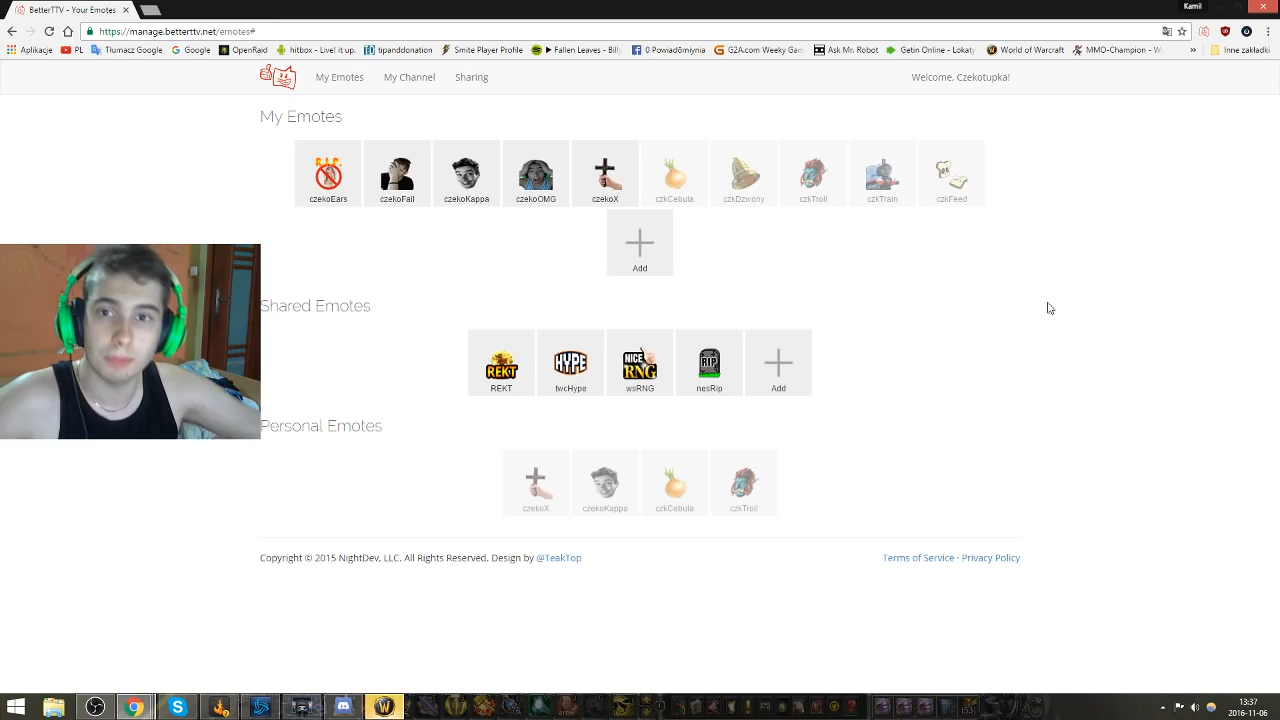 BetterTTV - Your Emotes
Kamil
https://manage.betterttv.net/emotes#
Aplikacje PL Tłumacz Google Google OpenRaid hitbox - Live! it up. tipanddonation Smite Player Profile Fallen Leaves - Billy 0 Powiadomienia G2Acom Weeky Gam Ask Mr. Robot Getin Online - Lokaty World of Warcraft MMO-Champion - W Inne zakładki
My Emotes My Channel Sharing Welcome, Czekotupka!
My Emotes
R.I.P.
czekoEars czekoFail czekoKappa czekoOMG czekoX czkCebula czkDzwony czkTroll czkTrain czkFeed
Add
Shared Emotes
REKT HYPE NICE RNG RIP
REKT lwcHype wsRNG nesRip Add
Personal Emotes
czekoX czekoKappa czkCebula czkTroll
Copyright © 2015 NightDev, LLC. All Rights Reserved. Design by @TeakTop Terms of Service · Privacy Policy
13:37
2016-11-06